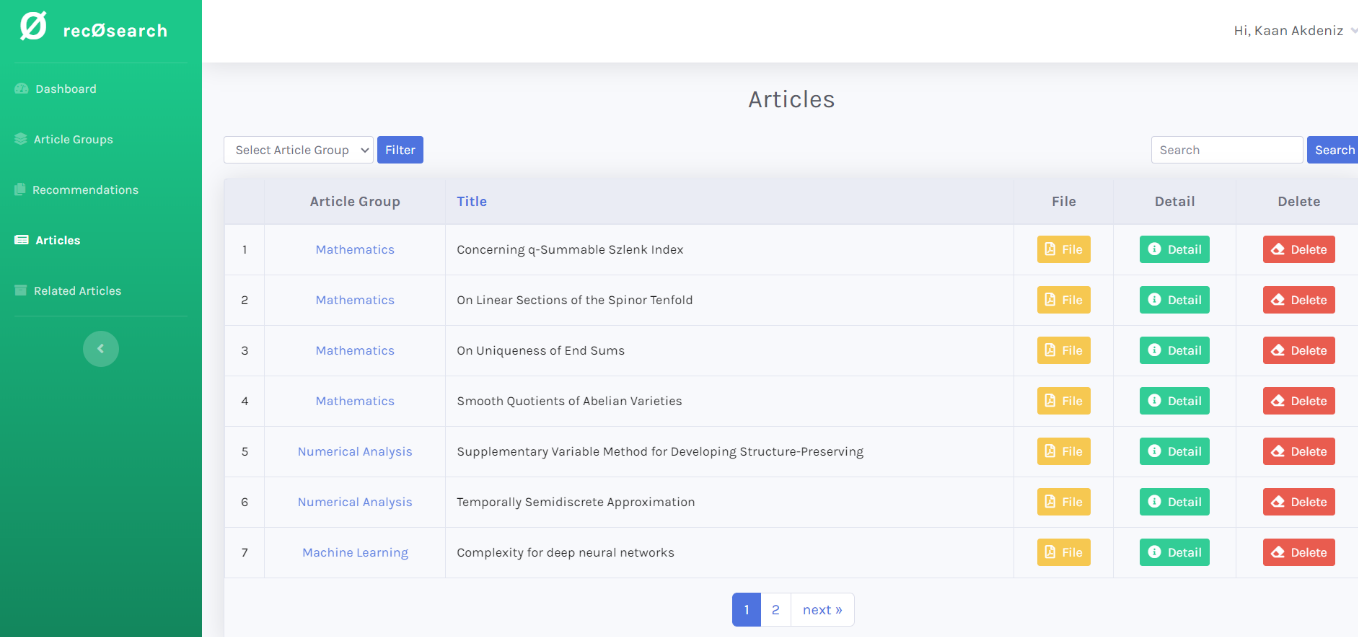 recØsearch
Hi, Kaan Akdeniz
Dashboard
Article Groups
Recommendations
Articles
Related Articles
Articles
Select Article Group Filter Search Search
Article Group Title File Detail Delete
1 Mathematics Concerning q-Summable Szlenk Index File Detail Delete
2 Mathematics On Linear Sections of the Spinor Tenfold File Detail Delete
3 Mathematics On Uniqueness of End Sums File Detail Delete
4 Mathematics Smooth Quotients of Abelian Varieties File Detail Delete
5 Numerical Analysis Supplementary Variable Method for Developing Structure-Preserving File Detail Delete
6 Numerical Analysis Temporally Semidiscrete Approximation File Detail Delete
7 Machine Learning Complexity for deep neural networks File Detail Delete
1 2 next »